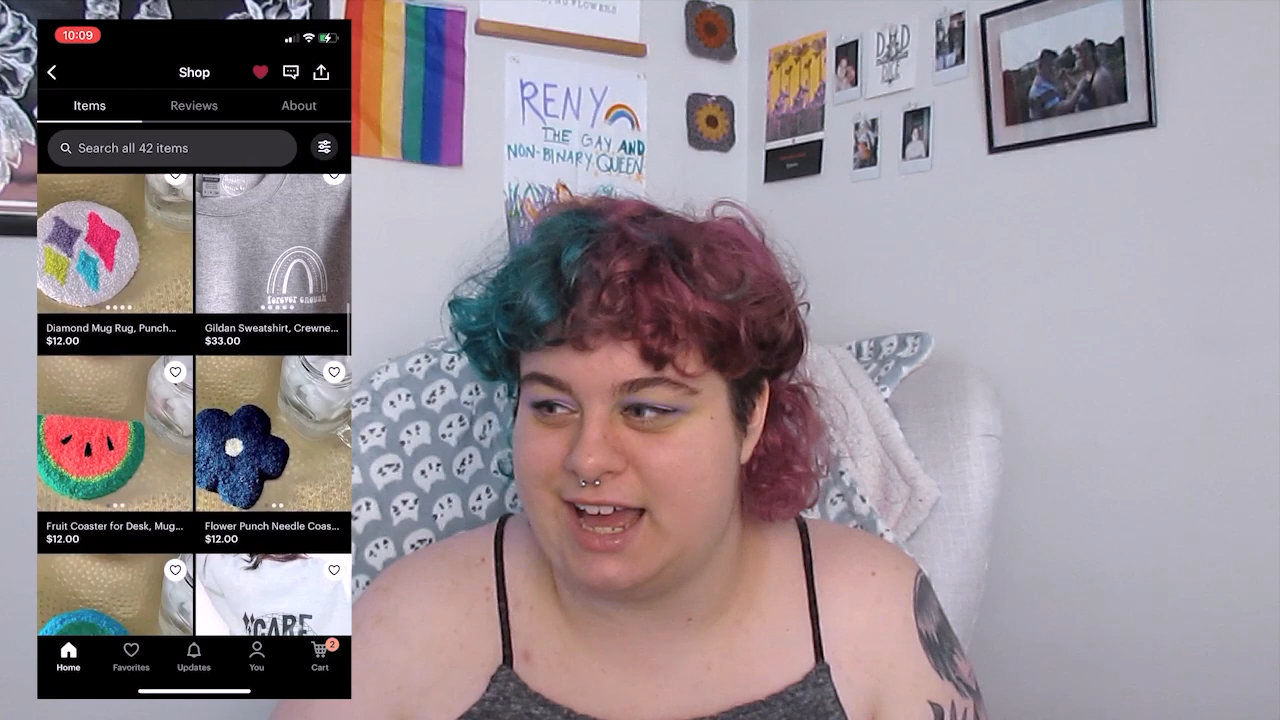 10:09
Shop
Items
Reviews
About
Search all 42 items
forever enough
Diamond Mug Rug, Punch...
$12.00
Gildan Sweatshirt, Crewne...
$33.00
Fruit Coaster for Desk, Mug...
$12.00
Flower Punch Needle Coas...
$12.00
CARE
Home
Favorites
Updates
You
Cart
2
FLOWERS
RENY
THE GAY AND
NON-BINARY QUEEN